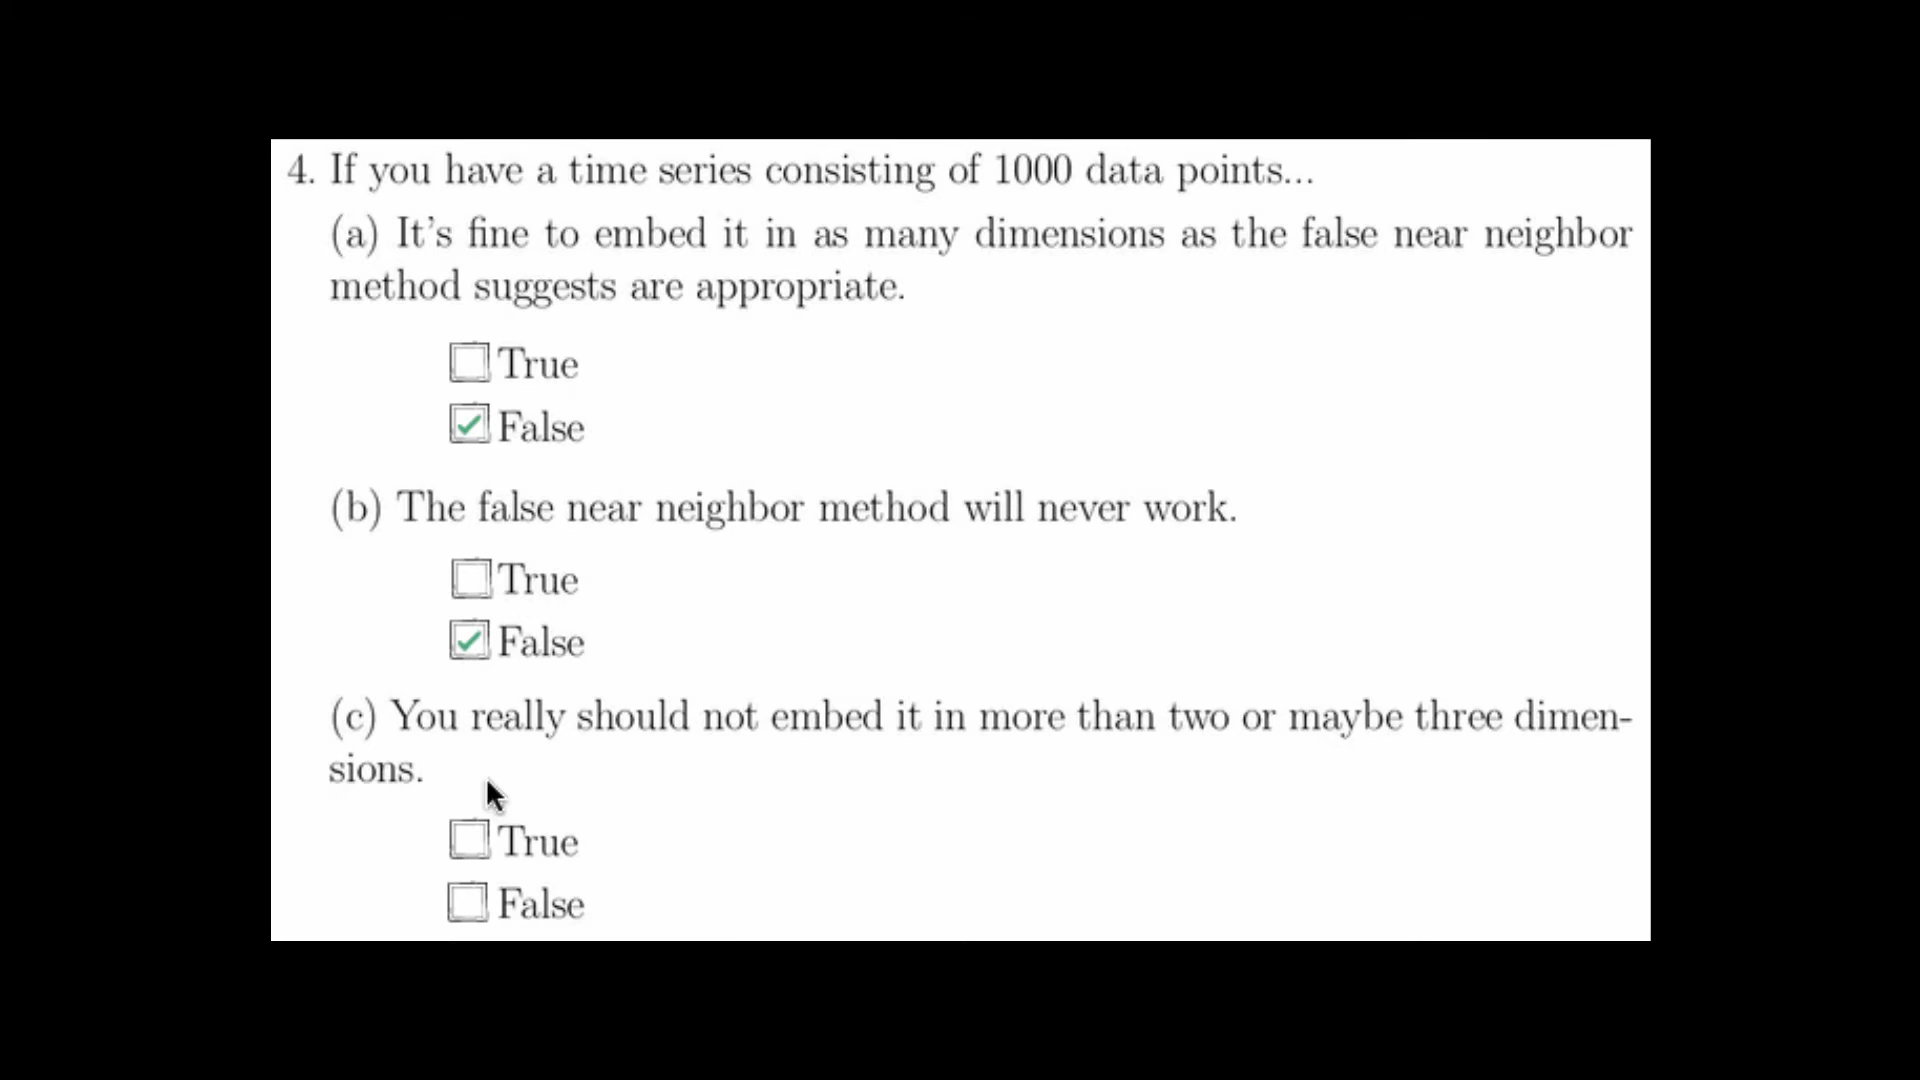 4. If you have a time series consisting of 1000 data points...
(a) It's fine to embed it in as many dimensions as the false near neighbor
method suggests are appropriate.
True
False
(b) The false near neighbor method will never work.
True
False
(c) You really should not embed it in more than two or maybe three dimen-
sions.
True
False